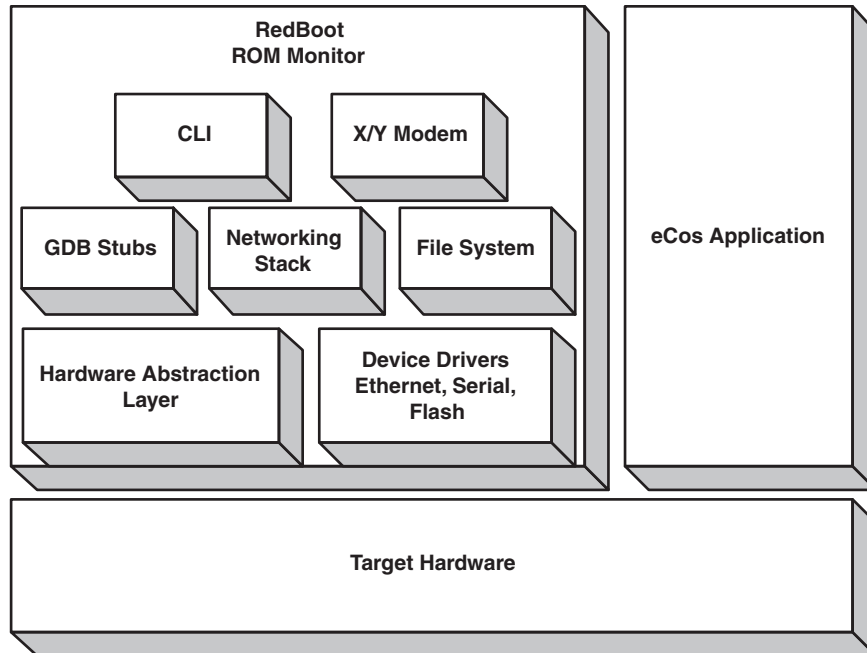 RedBoot
ROM Monitor
CLI
X/Y Modem
GDB Stubs
Networking
Stack
File System
eCos Application
Hardware Abstraction
Layer
Device Drivers
Ethernet, Serial,
Flash
Target Hardware